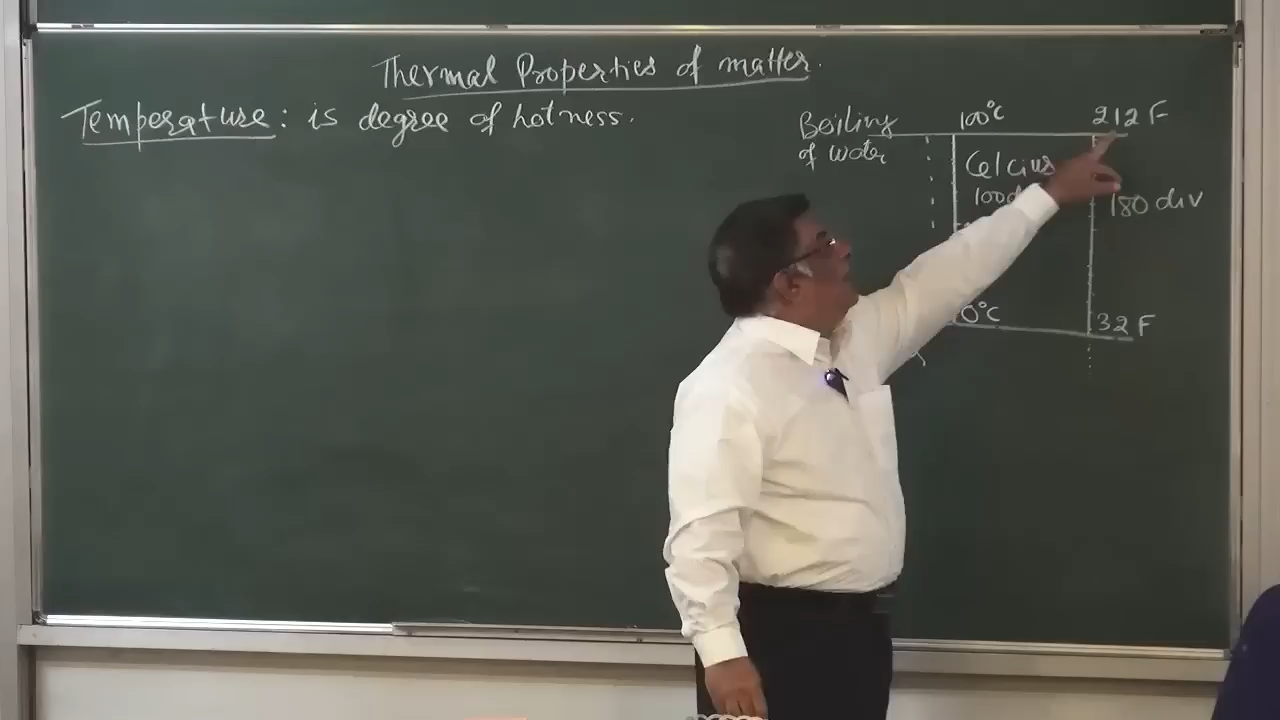 Thermal Properties of matter.
Temperature: is degree of hotness.
Boiling
of water
100°C
212 F
Celcius
100
180 div
0°C
32 F